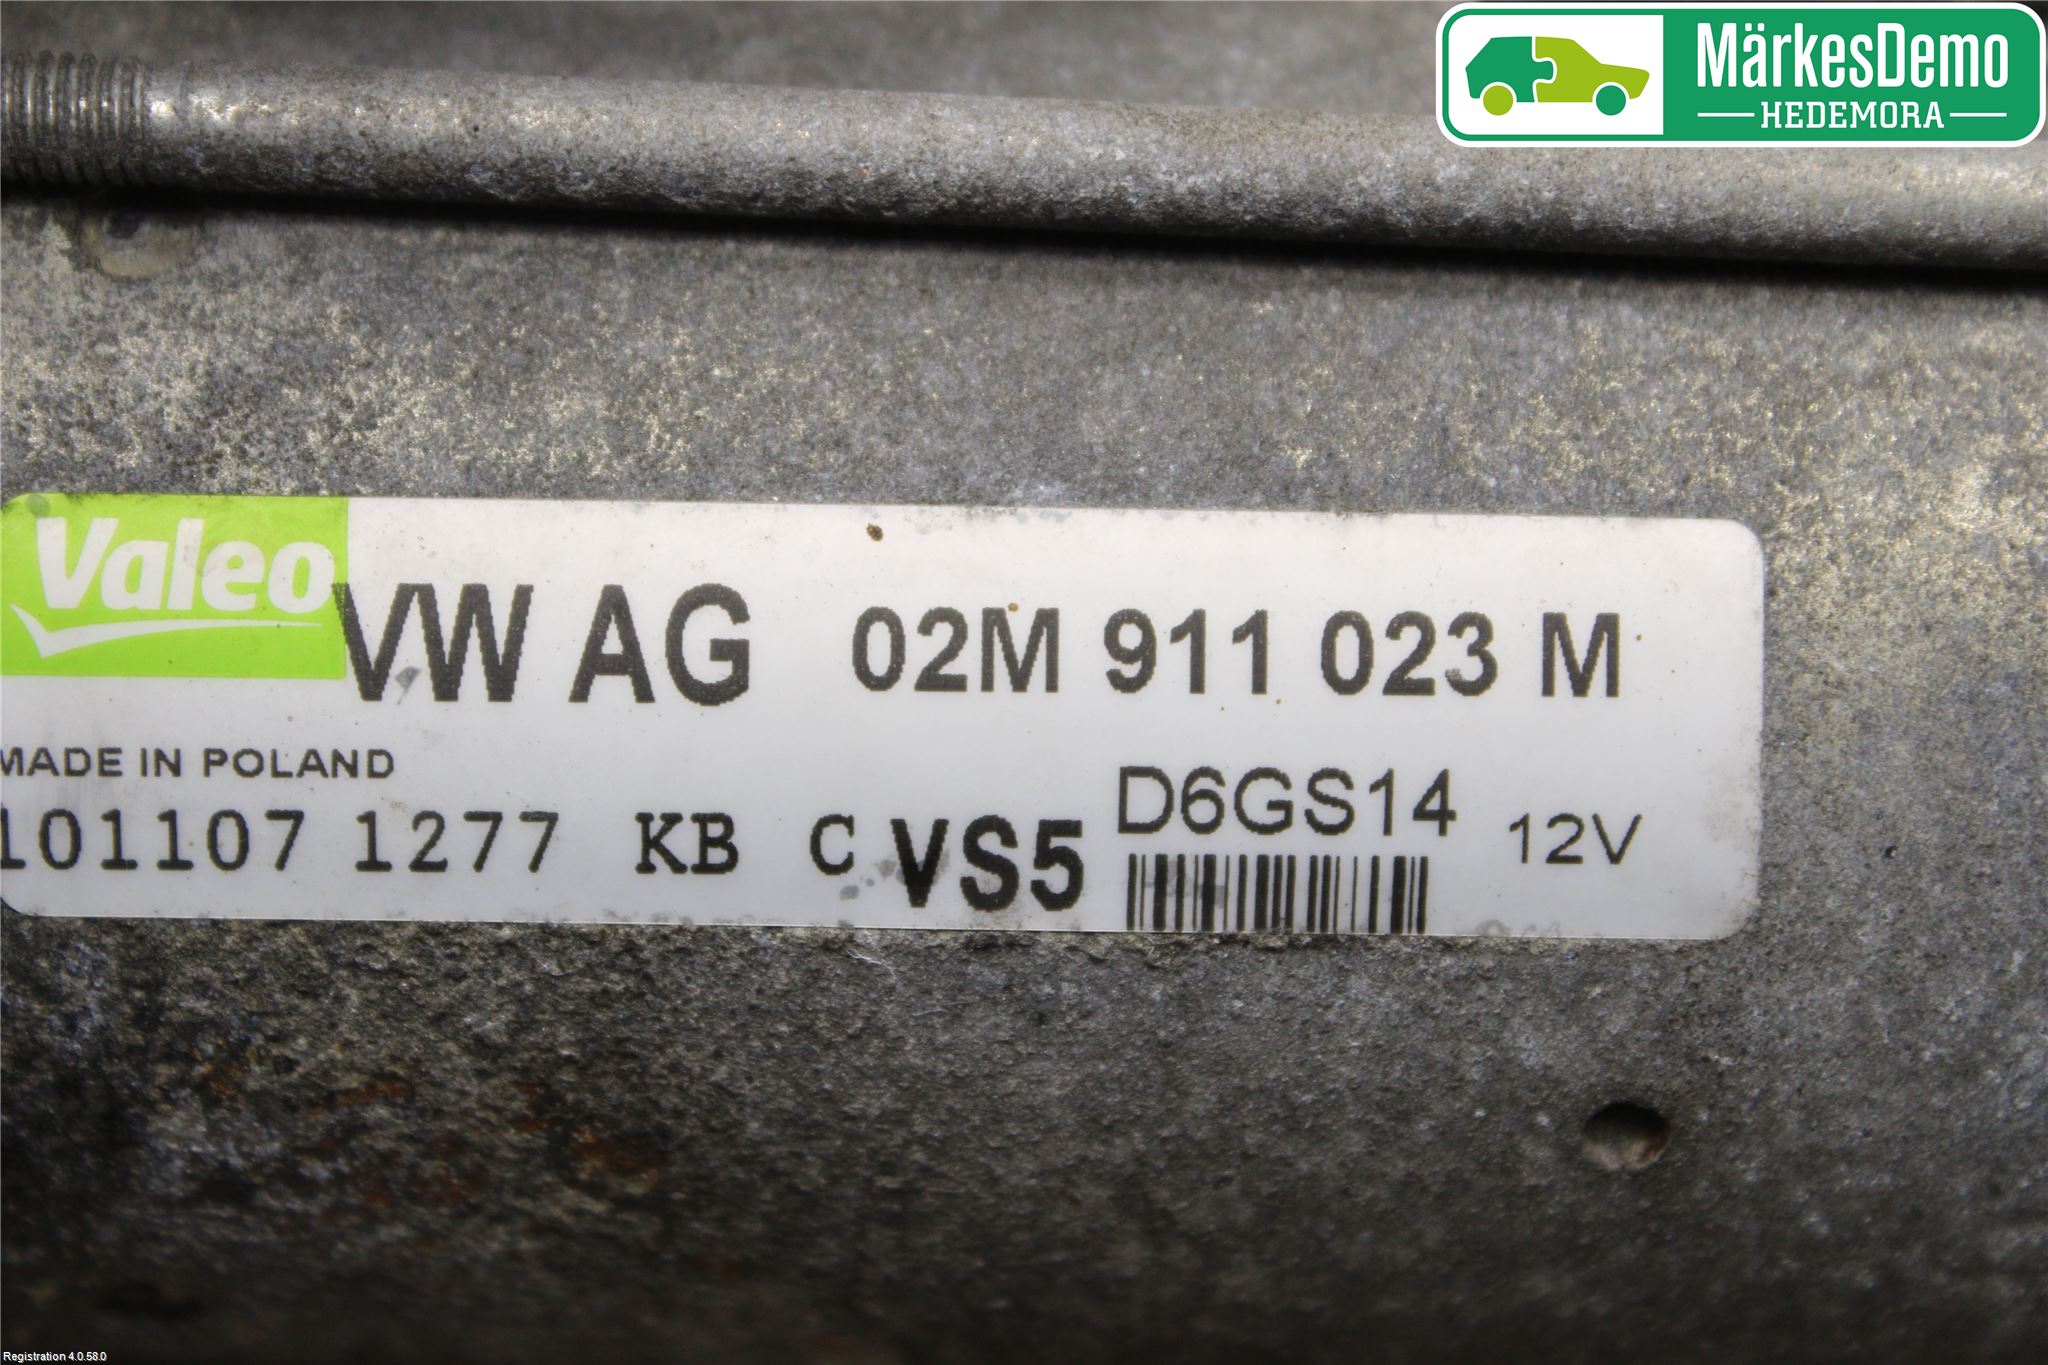 MärkesDemo
HEDEMORA
Valeo
VW AG 02M 911 023 M
MADE IN POLAND
101107 1277 KB C VS5 D6GS14 12V
Registration 4.0.58.0